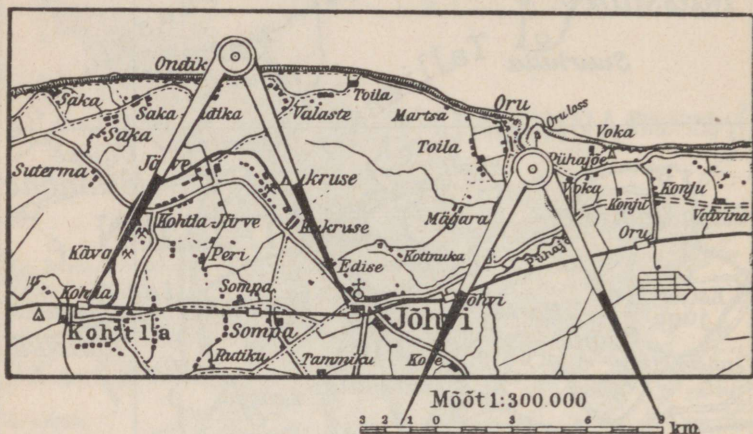 Ondik
Toila
Oru
Oru loss
Saka
Saka
Valaste
Martsa
Voka
Saka
Toila
Pühajõe
Suterma
Järve
Kukruse
Voka
Konju
Kohtla-Järve
Kukruse
Mägara
Konju
Vaivina
Käva
Peri
Kotinuka
Oru
Edise
Kohtla
Sompa
Jõhvi
Kohtla
Sompa
Jõhvi
Rutiku
Tammiku
Kose
Mõõt 1:300.000
3 2 1 0 3 6 9 km